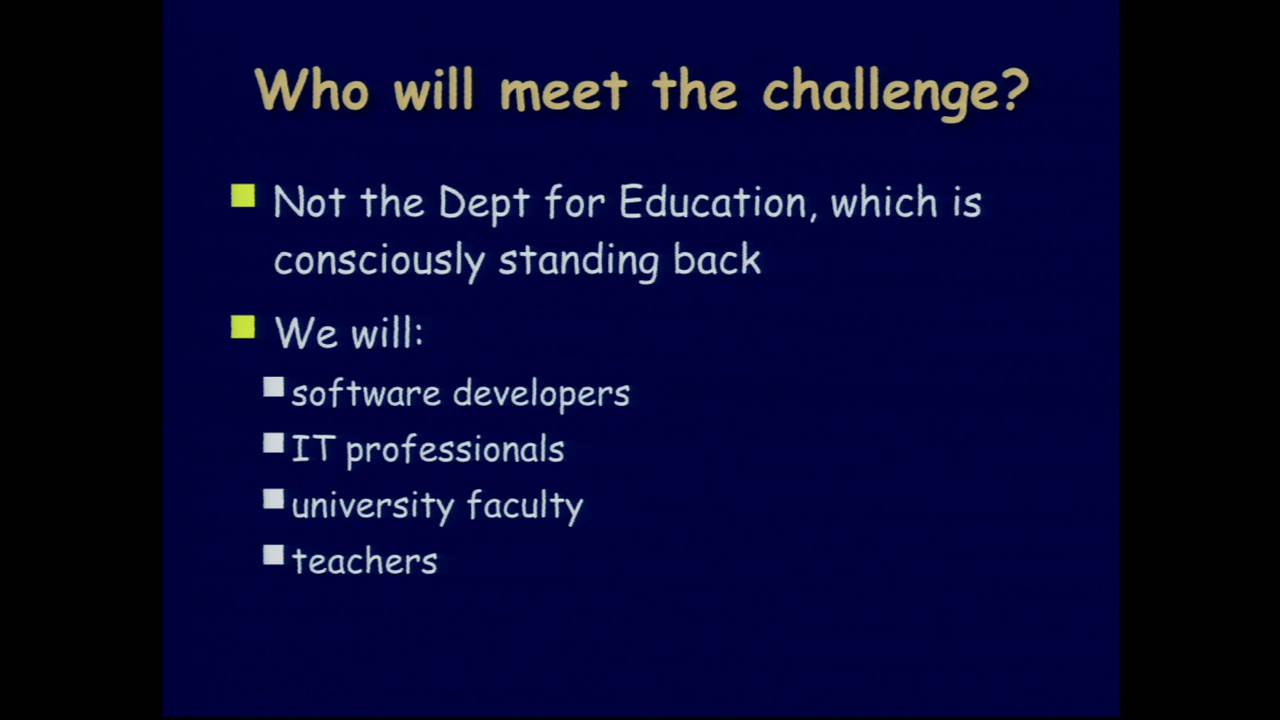 Who will meet the challenge?
Not the Dept for Education, which is
consciously standing back
We will:
software developers
IT professionals
university faculty
teachers